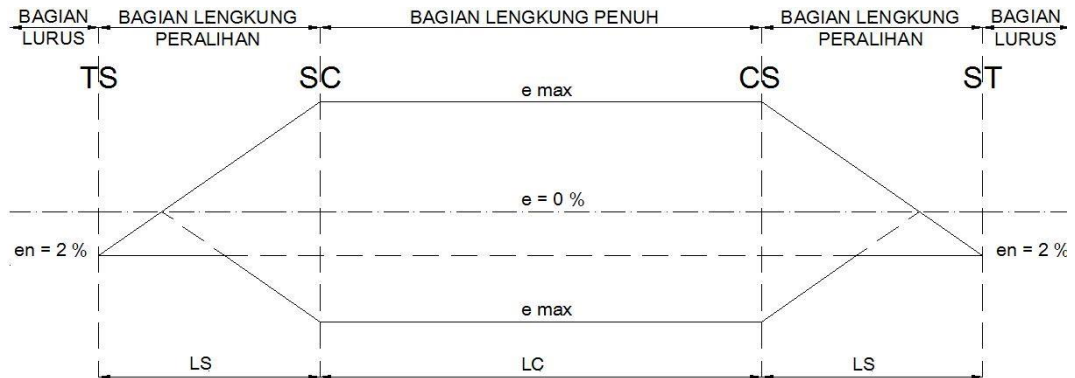 BAGIAN LURUS
BAGIAN LENGKUNG PERALIHAN
BAGIAN LENGKUNG PENUH
BAGIAN LENGKUNG PERALIHAN
BAGIAN LURUS
TS
SC
CS
ST
e max
e = 0 %
en = 2 %
en = 2 %
e max
LS
LC
LS